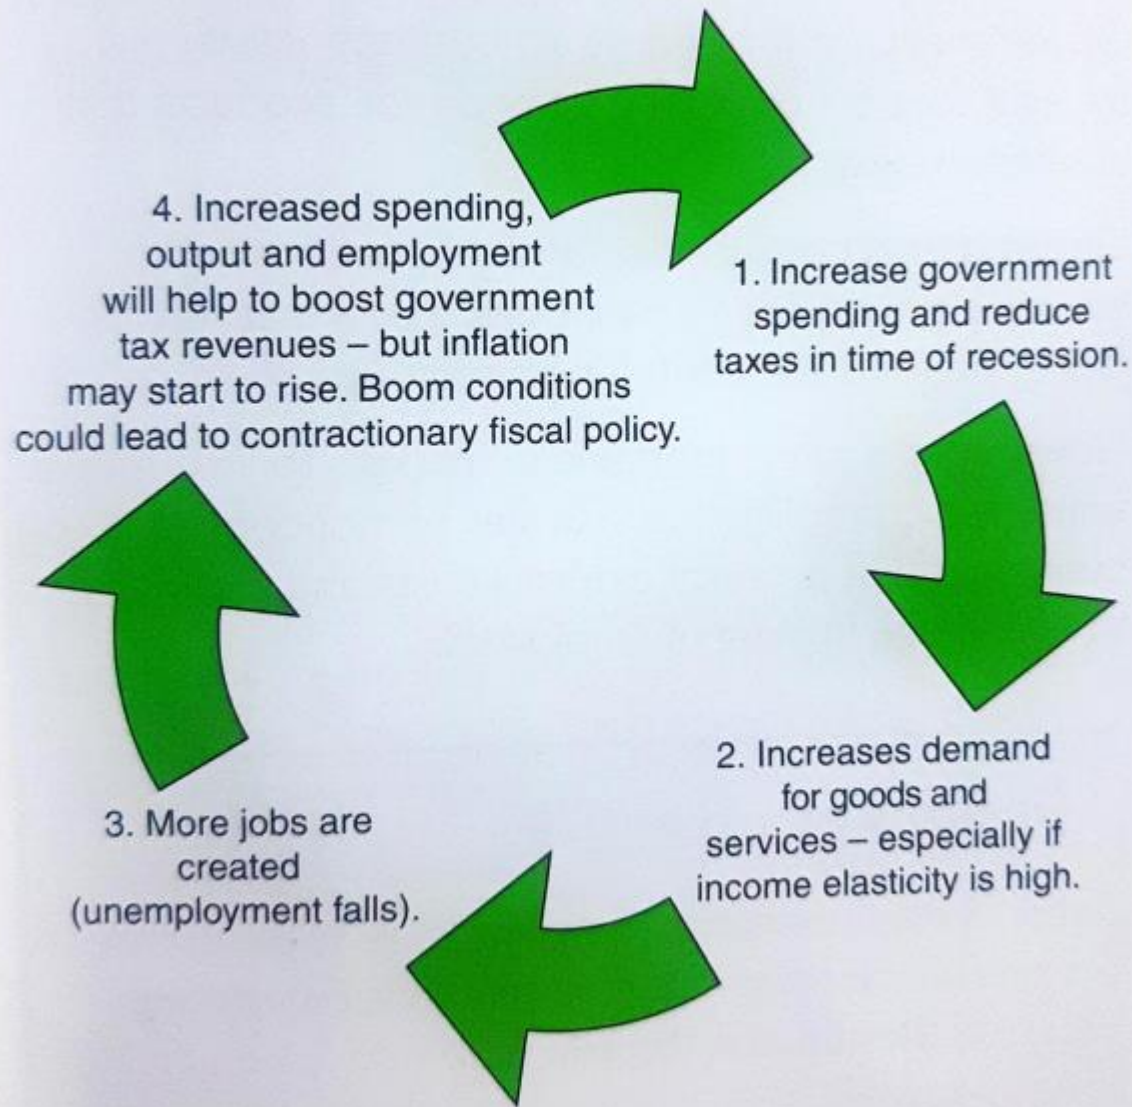 1. Increase government
spending and reduce
taxes in time of recession.
2. Increases demand
for goods and
services – especially if
income elasticity is high.
3. More jobs are
created
(unemployment falls).
4. Increased spending,
output and employment
will help to boost government
tax revenues – but inflation
may start to rise. Boom conditions
could lead to contractionary fiscal policy.